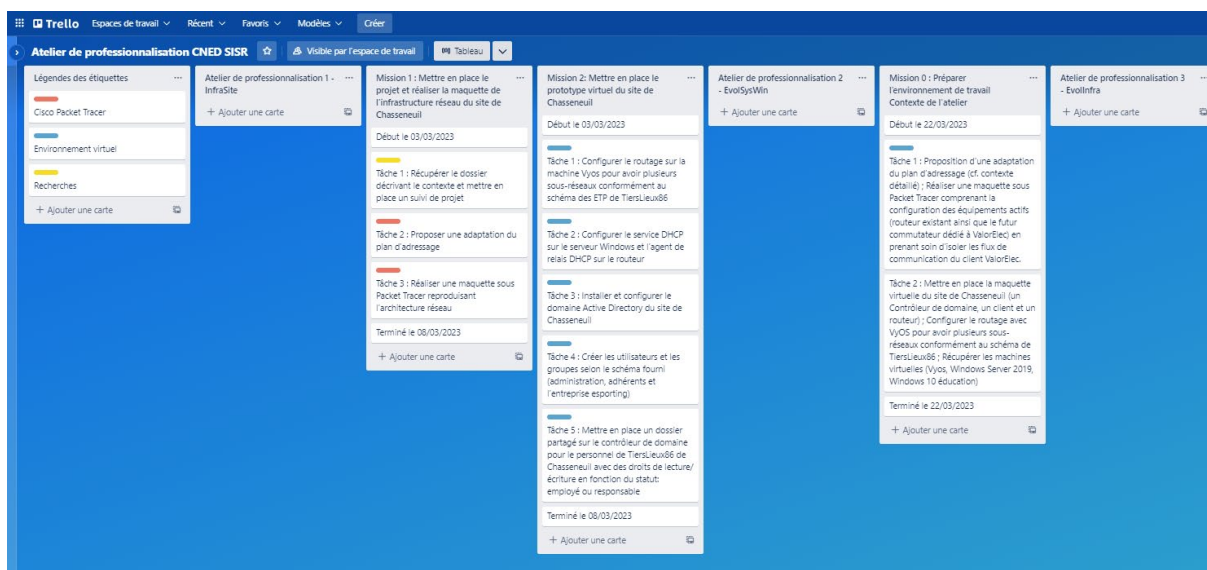 Trello Espaces de travail Récent Favoris Modèles Créer
Atelier de professionnalisation CNED SISR Visible par l'espace de travail Tableau
Légendes des étiquettes
Cisco Packet Tracer
Environnement virtuel
Recherches
+ Ajouter une carte
Atelier de professionnalisation 1 -
InfraSite
+ Ajouter une carte
Mission 1 : Mettre en place le
projet et réaliser la maquette de
l'infrastructure réseau du site de
Chasseneuil
Début le 03/03/2023
Tâche 1 : Récupérer le dossier
décrivant le contexte et mettre en
place un suivi de projet
Tâche 2 : Proposer une adaptation du
plan d'adressage
Tâche 3 : Réaliser une maquette sous
Packet Tracer reproduisant
l'architecture réseau
Terminé le 08/03/2023
+ Ajouter une carte
Mission 2: Mettre en place le
prototype virtuel du site de
Chasseneuil
Début le 03/03/2023
Tâche 1 : Configurer le routage sur la
machine Vyos pour avoir plusieurs
sous-réseaux conformément au
schéma des ETP de TiersLieux86
Tâche 2 : Configurer le service DHCP
sur le serveur Windows et l'agent de
relais DHCP sur le routeur
Tâche 3 : Installer et configurer le
domaine Active Directory du site de
Chasseneuil
Tâche 4 : Créer les utilisateurs et les
groupes selon le schéma fourni
(administration, adhérents et
l'entreprise esporting)
Tâche 5 : Mettre en place un dossier
partagé sur le contrôleur de domaine
pour le personnel de TiersLieux86 de
Chasseneuil avec des droits de lecture/
écriture en fonction du statut:
employé ou responsable
Terminé le 08/03/2023
+ Ajouter une carte
Atelier de professionnalisation 2
- EvolSysWin
+ Ajouter une carte
Mission 0 : Préparer
l'environnement de travail
Contexte de l'atelier
Début le 22/03/2023
Tâche 1 : Proposition d'une adaptation
du plan d'adressage (cf. contexte
détaillé) ; Réaliser une maquette sous
Packet Tracer comprenant la
configuration des équipements actifs
(routeur existant ainsi que le futur
commutateur dédié à ValorElec) en
prenant soin d'isoler les flux de
communication du client ValorElec.
Tâche 2 : Mettre en place la maquette
virtuelle du site de Chasseneuil (un
Contrôleur de domaine, un client et un
routeur) ; Configurer le routage avec
VyOS pour avoir plusieurs sous-
réseaux conformément au schéma de
TiersLieux86 ; Récupérer les machines
virtuelles (Vyos, Windows Server 2019,
Windows 10 éducation)
Terminé le 22/03/2023
+ Ajouter une carte
Atelier de professionnalisation 3
- EvolInfra
+ Ajouter une carte